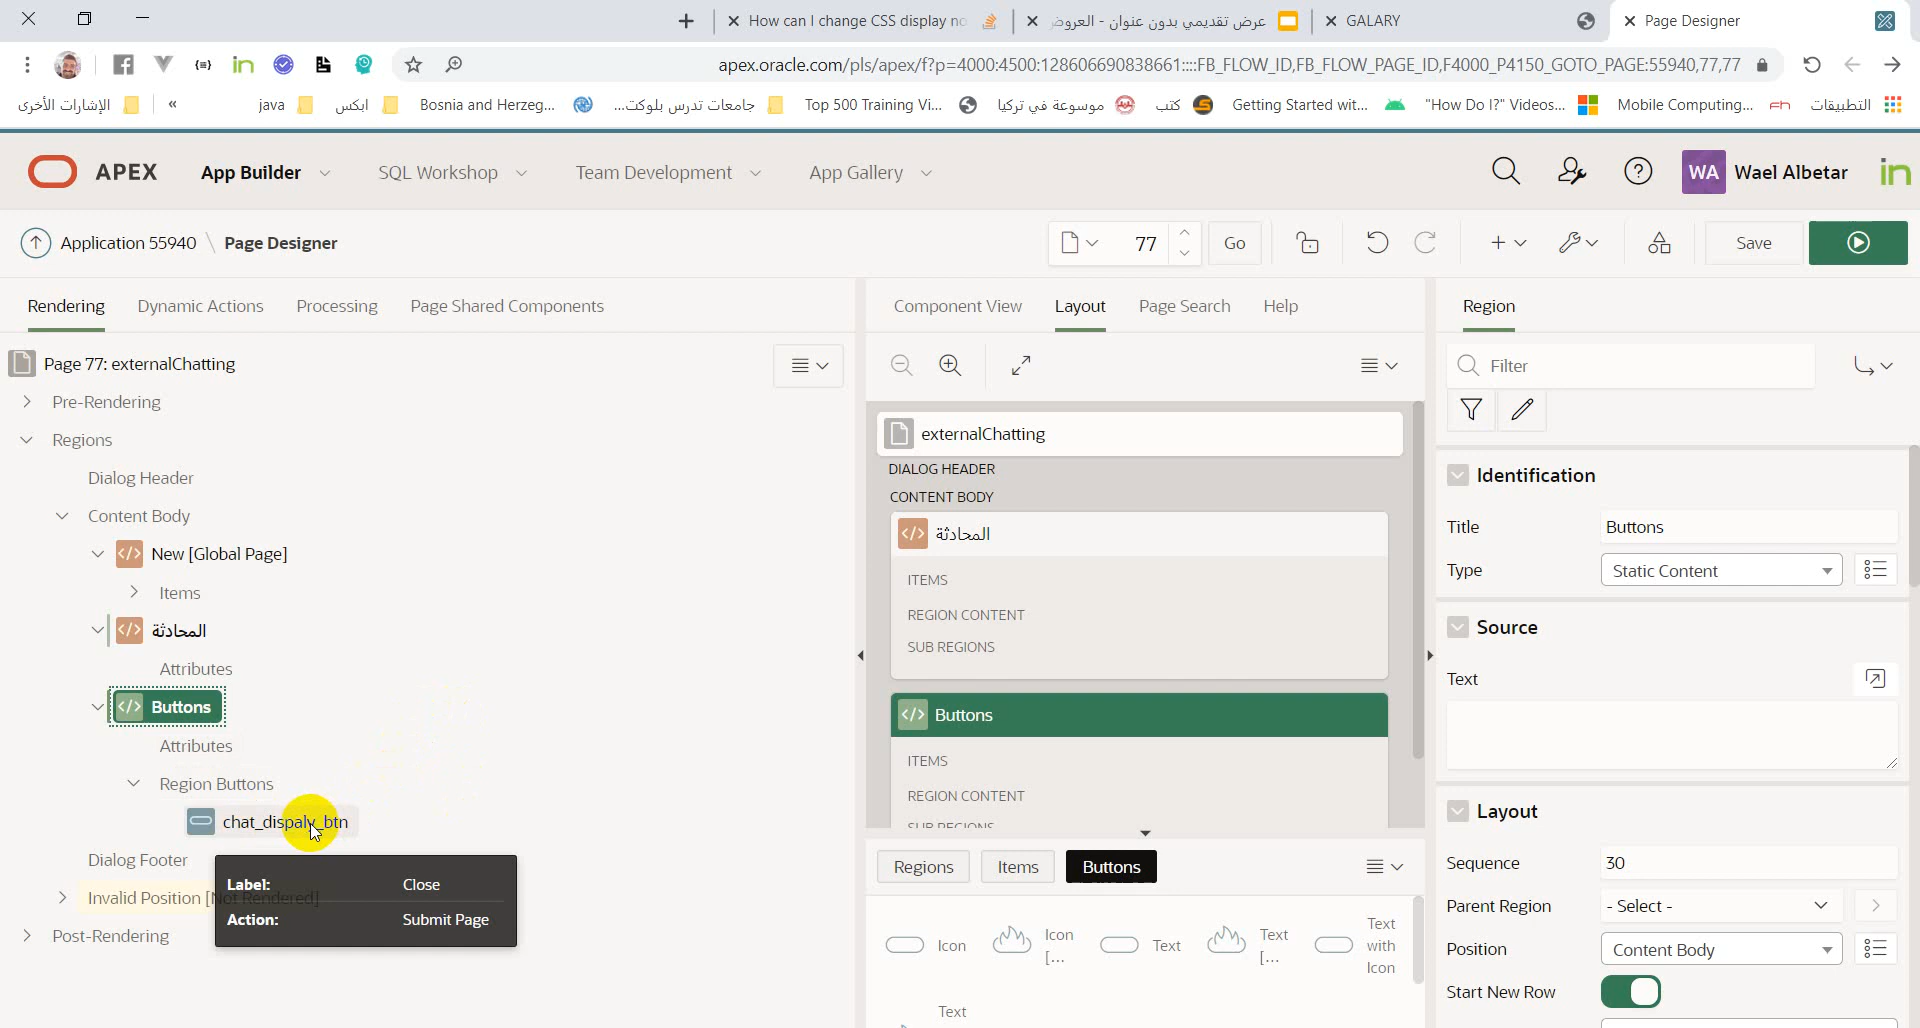 How can I change CSS display no
عرض تقديمي بدون عنوان - العروض
GALARY
Page Designer
apex.oracle.com/pls/apex/f?p=4000:4500:128606690838661::::FB_FLOW_ID,FB_FLOW_PAGE_ID,F4000_P4150_GOTO_PAGE:55940,77,77
الإشارات الأخرى
»
java
ابكس
Bosnia and Herzeg...
جامعات تدرس بلوكت...
Top 500 Training Vi...
موسوعة في تركيا
كتب
Getting Started wit...
"How Do I?" Videos...
Mobile Computing...
التطبيقات
APEX
App Builder
SQL Workshop
Team Development
App Gallery
WA
Wael Albetar
in
Application 55940 \ Page Designer
77
Go
Save
Rendering
Dynamic Actions
Processing
Page Shared Components
Component View
Layout
Page Search
Help
Region
Page 77: externalChatting
Pre-Rendering
Regions
Dialog Header
Content Body
New [Global Page]
Items
المحادثة
Attributes
Buttons
Attributes
Region Buttons
chat_dispaly_btn
Dialog Footer
Invalid Position [Not Rendered]
Post-Rendering
Label: Close
Action: Submit Page
externalChatting
DIALOG HEADER
CONTENT BODY
المحادثة
ITEMS
REGION CONTENT
SUB REGIONS
Buttons
ITEMS
REGION CONTENT
SUB REGIONS
Regions
Items
Buttons
Icon
Icon [...
Text
Text [...
Text with Icon
Text
Filter
Identification
Title
Buttons
Type
Static Content
Source
Text
Layout
Sequence
30
Parent Region
- Select -
Position
Content Body
Start New Row